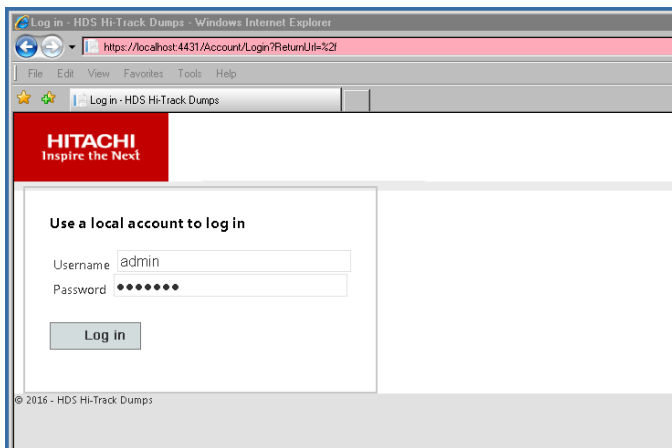 Log in - HDS Hi-Track Dumps - Windows Internet Explorer
https://localhost:4431/Account/Login?ReturnUrl=%2f
File Edit View Favorites Tools Help
Log in - HDS Hi-Track Dumps
HITACHI
Inspire the Next
Use a local account to log in
Username admin
Password •••••••
Log in
© 2016 - HDS Hi-Track Dumps